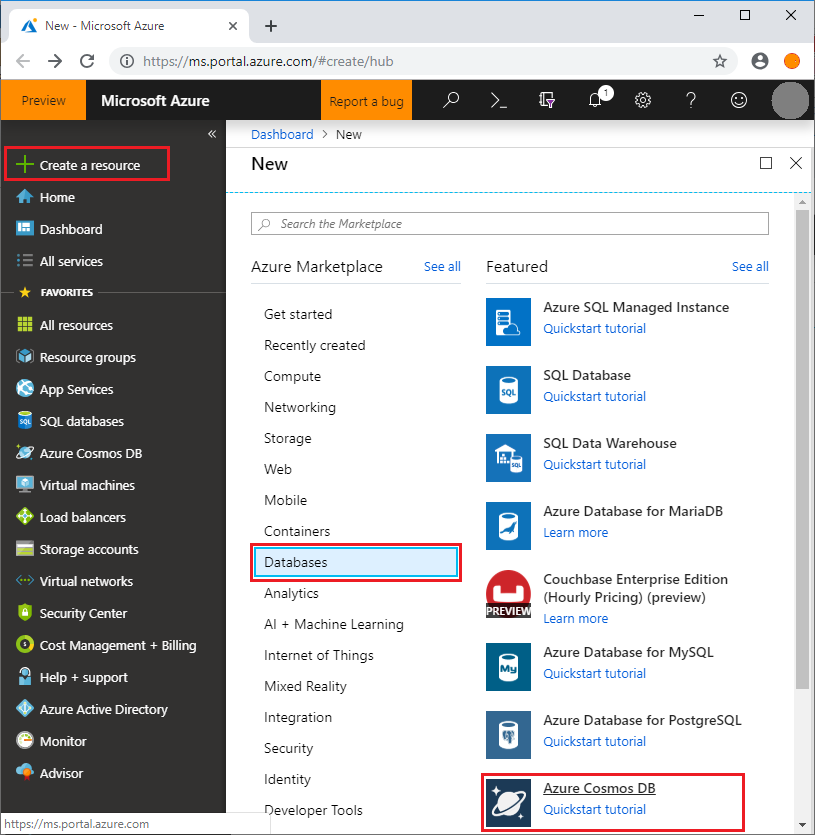 New - Microsoft Azure
https://ms.portal.azure.com/#create/hub
Preview
Microsoft Azure
Report a bug
1
Create a resource
Home
Dashboard
All services
FAVORITES
All resources
Resource groups
App Services
SQL databases
Azure Cosmos DB
Virtual machines
Load balancers
Storage accounts
Virtual networks
Security Center
Cost Management + Billing
Help + support
Azure Active Directory
Monitor
Advisor
https://ms.portal.azure.com
Dashboard > New
New
Search the Marketplace
Azure Marketplace
See all
Get started
Recently created
Compute
Networking
Storage
Web
Mobile
Containers
Databases
Analytics
AI + Machine Learning
Internet of Things
Mixed Reality
Integration
Security
Identity
Developer Tools
Featured
See all
Azure SQL Managed Instance
Quickstart tutorial
SQL
SQL Database
Quickstart tutorial
SQL
SQL Data Warehouse
Quickstart tutorial
Azure Database for MariaDB
Learn more
PREVIEW
Couchbase Enterprise Edition
(Hourly Pricing) (preview)
Learn more
My
Azure Database for MySQL
Quickstart tutorial
Azure Database for PostgreSQL
Quickstart tutorial
Azure Cosmos DB
Quickstart tutorial